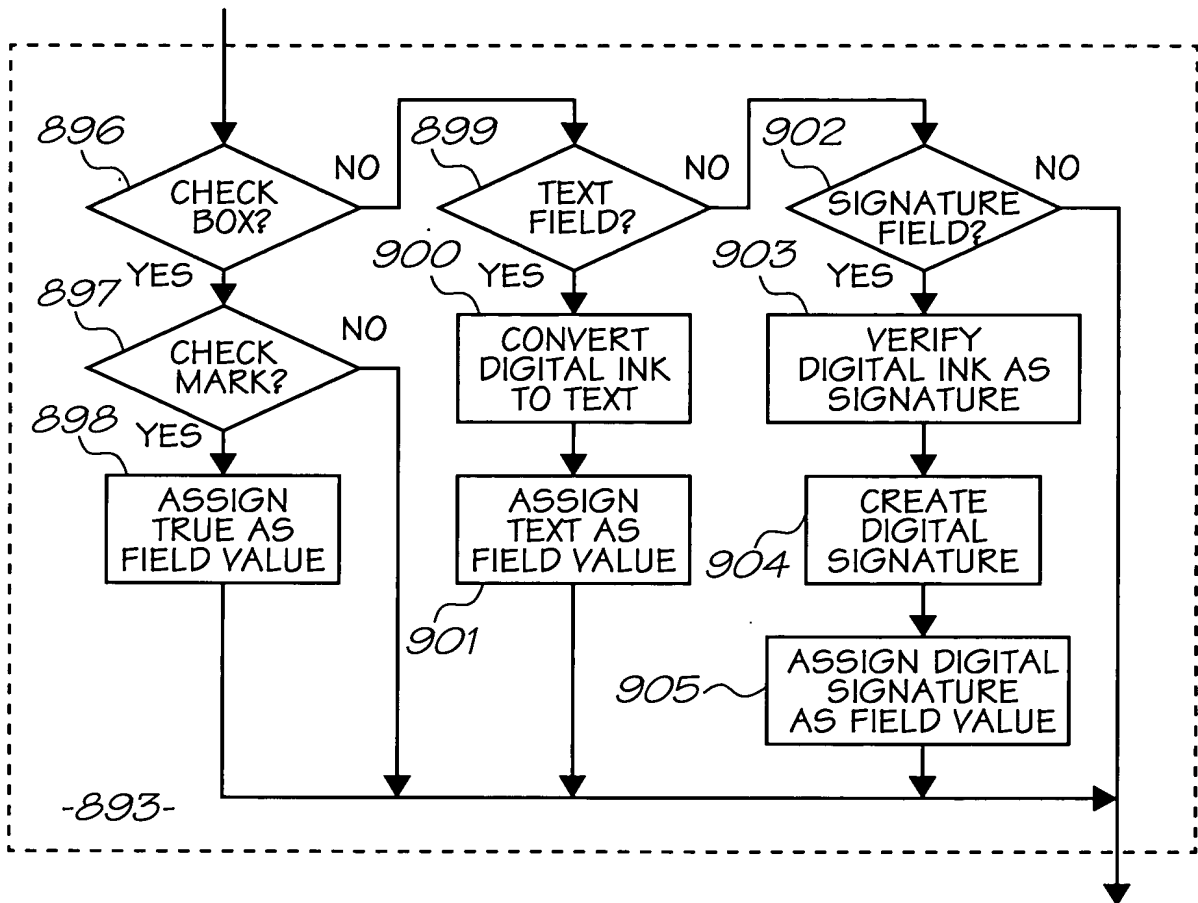 896
CHECK
BOX?
NO
YES
897
CHECK
MARK?
NO
YES
898
ASSIGN
TRUE AS
FIELD VALUE
899
TEXT
FIELD?
NO
YES
900
CONVERT
DIGITAL INK
TO TEXT
ASSIGN
TEXT AS
FIELD VALUE
901
902
SIGNATURE
FIELD?
NO
YES
903
VERIFY
DIGITAL INK AS
SIGNATURE
CREATE
DIGITAL
SIGNATURE
904
ASSIGN DIGITAL
SIGNATURE
AS FIELD VALUE
905
-893-